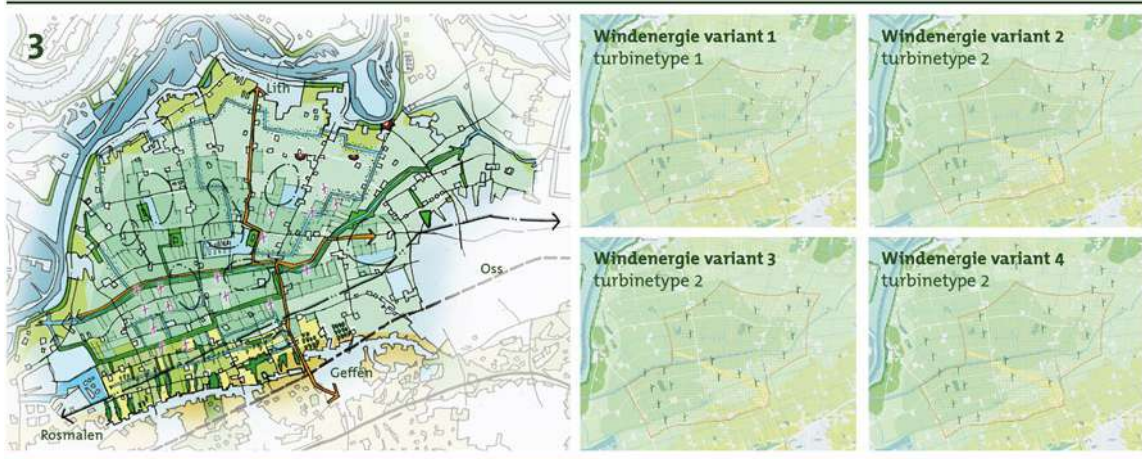 3
Lith
Oss
Geffen
Rosmalen
Windenergie variant 1
turbinetype 1
Windenergie variant 2
turbinetype 2
Windenergie variant 3
turbinetype 2
Windenergie variant 4
turbinetype 2